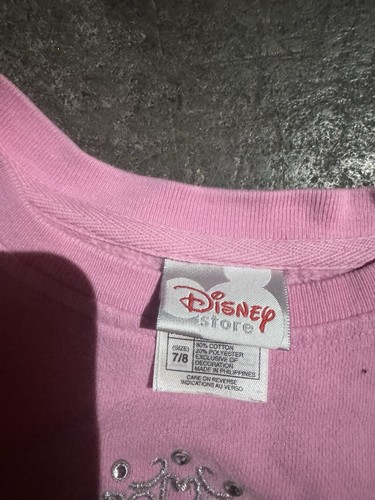 Disney
store
(SIZE)
7/8
80% COTTON
20% POLYESTER
EXCLUSIVE OF
DECORATION
MADE IN PHILIPPINES
CARE ON REVERSE
INDICATIONS AU VERSO